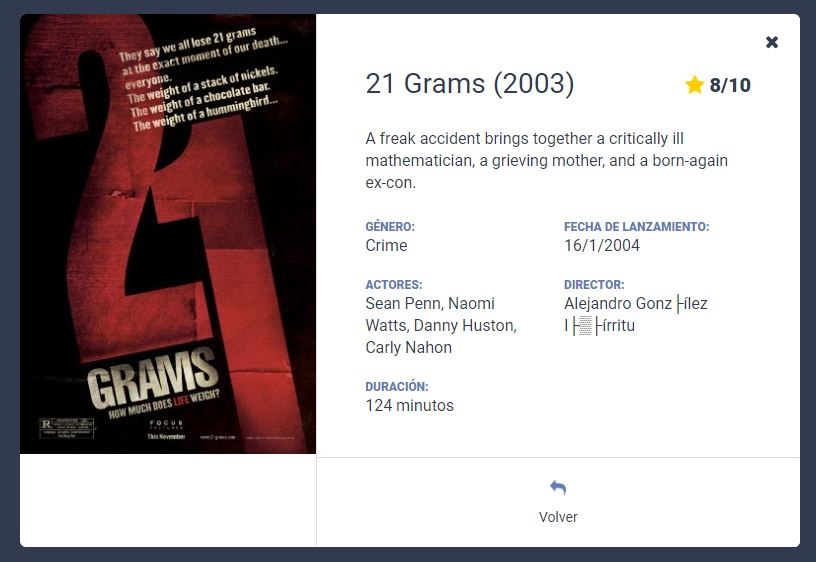 They say we all lose 21 grams
at the exact moment of our death...
everyone.
The weight of a stack of nickels.
The weight of a chocolate bar.
The weight of a hummingbird...
21
GRAMS
HOW MUCH DOES LIFE WEIGH?
R
FOCUS
FEATURES
This November
www.21-grams.com
✖
21 Grams (2003)
8/10
A freak accident brings together a critically ill
mathematician, a grieving mother, and a born-again
ex-con.
GÉNERO:
Crime
FECHA DE LANZAMIENTO:
16/1/2004
ACTORES:
Sean Penn, Naomi
Watts, Danny Huston,
Carly Nahon
DIRECTOR:
Alejandro Gonz├ílez
I├▒├írritu
DURACIÓN:
124 minutos
Volver